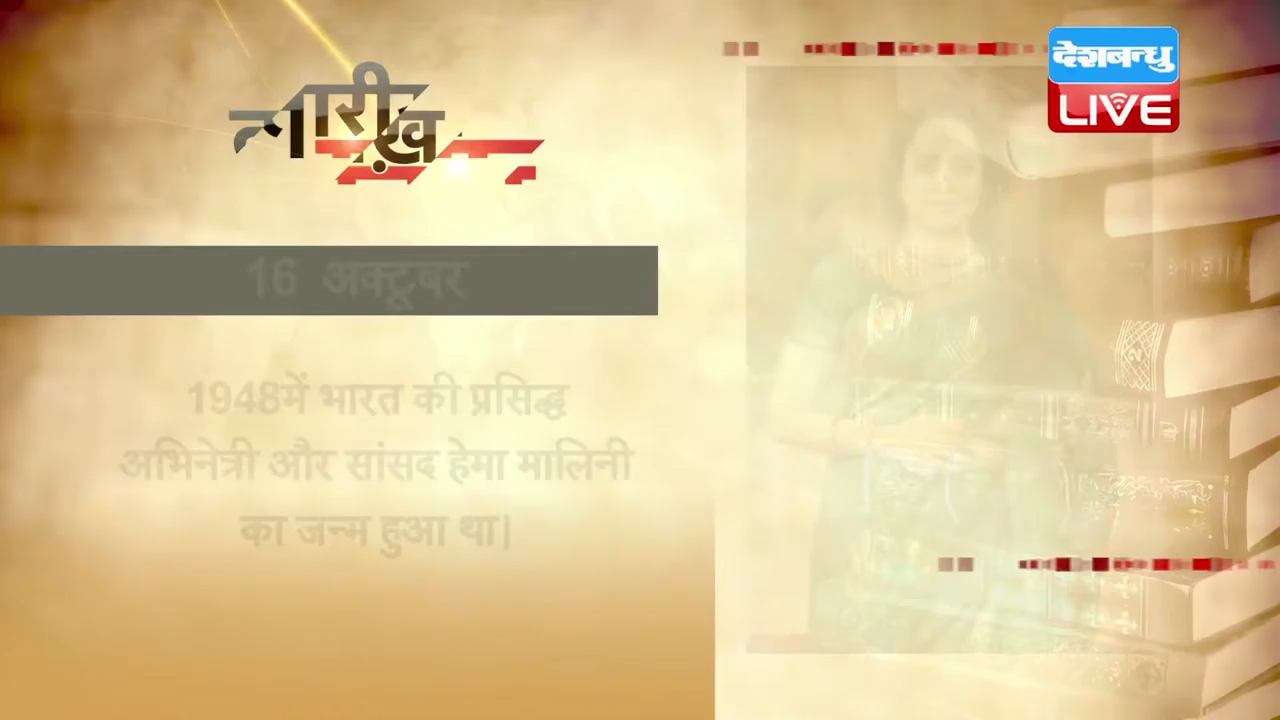 देशबन्धु
LIVE
तारीख़
16 अक्टूबर
1948में भारत की प्रसिद्ध
अभिनेत्री और सांसद हेमा मालिनी
का जन्म हुआ था।